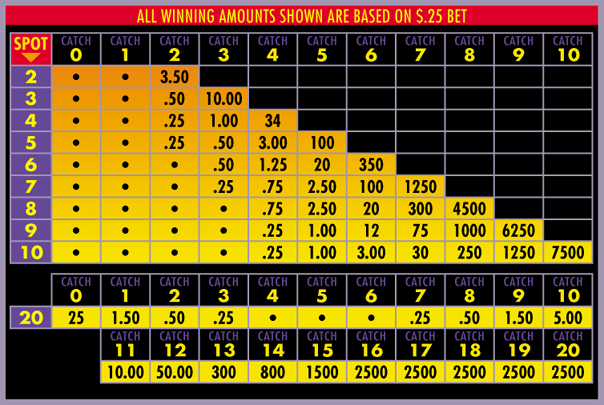 ALL WINNING AMOUNTS SHOWN ARE BASED ON $.25 BET
SPOT CATCH 0 CATCH 1 CATCH 2 CATCH 3 CATCH 4 CATCH 5 CATCH 6 CATCH 7 CATCH 8 CATCH 9 CATCH 10
2 • • 3.50
3 • • .50 10.00
4 • • .25 1.00 34
5 • • .25 .50 3.00 100
6 • • • .50 1.25 20 350
7 • • • .25 .75 2.50 100 1250
8 • • • • .75 2.50 20 300 4500
9 • • • • .25 1.00 12 75 1000 6250
10 • • • • .25 1.00 3.00 30 250 1250 7500
CATCH 0 CATCH 1 CATCH 2 CATCH 3 CATCH 4 CATCH 5 CATCH 6 CATCH 7 CATCH 8 CATCH 9 CATCH 10
20 25 1.50 .50 .25 • • • .25 .50 1.50 5.00
CATCH 11 CATCH 12 CATCH 13 CATCH 14 CATCH 15 CATCH 16 CATCH 17 CATCH 18 CATCH 19 CATCH 20
10.00 50.00 300 800 1500 2500 2500 2500 2500 2500